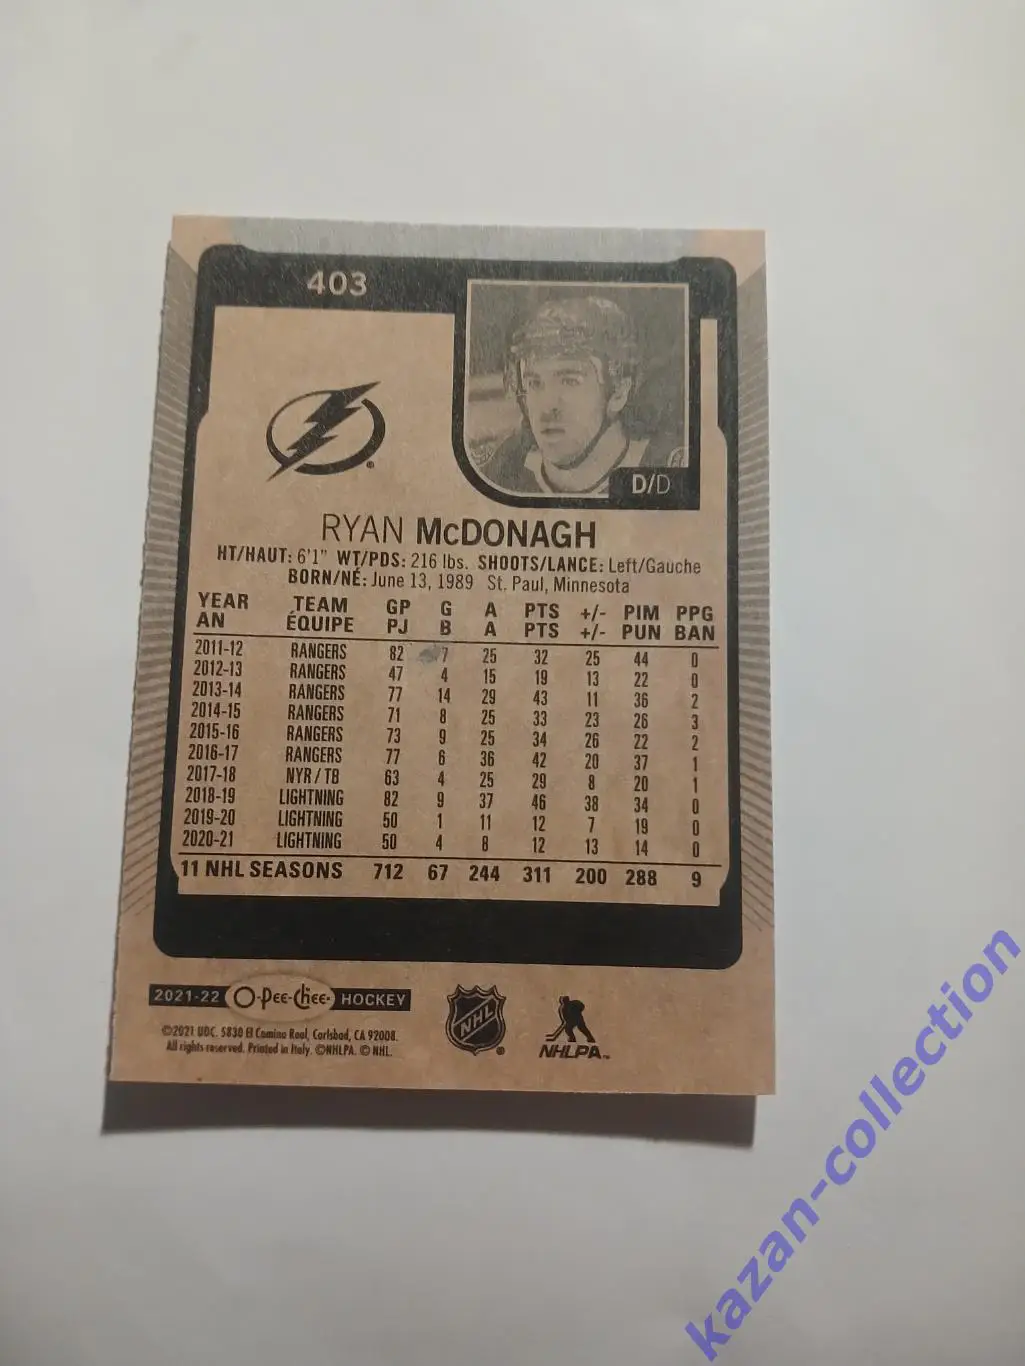 403
D/D
RYAN McDONAGH
HT/HAUT: 6'1" WT/PDS: 216 lbs. SHOOTS/LANCE: Left/Gauche
BORN/NÉ: June 13, 1989 St. Paul, Minnesota
YEAR TEAM GP G A PTS +/- PIM PPG
AN ÉQUIPE PJ B A PTS +/- PUN BAN
2011-12 RANGERS 82 7 25 32 25 44 0
2012-13 RANGERS 47 4 15 19 13 22 0
2013-14 RANGERS 77 14 29 43 11 36 2
2014-15 RANGERS 71 8 25 33 23 26 3
2015-16 RANGERS 73 9 25 34 26 22 2
2016-17 RANGERS 77 6 36 42 20 37 1
2017-18 NYR / TB 63 4 25 29 8 20 1
2018-19 LIGHTNING 82 9 37 46 38 34 0
2019-20 LIGHTNING 50 1 11 12 7 19 0
2020-21 LIGHTNING 50 4 8 12 13 14 0
11 NHL SEASONS 712 67 244 311 200 288 9
2021-22 O-Pee-Chee HOCKEY
©2021 UDC. 5830 El Camino Real, Carlsbad, CA 92008.
All rights reserved. Printed in Italy. ©NHLPA. © NHL.
NHL
NHLPA™
kazan-collection